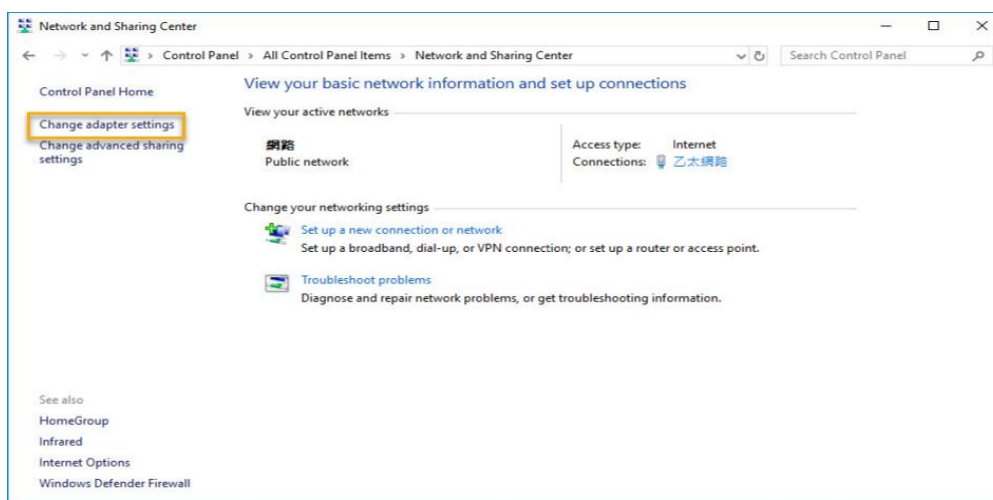 Network and Sharing Center
Control Panel > All Control Panel Items > Network and Sharing Center
Search Control Panel
Control Panel Home
Change adapter settings
Change advanced sharing
settings
View your basic network information and set up connections
View your active networks
網路
Public network
Access type: Internet
Connections: 乙太網路
Change your networking settings
Set up a new connection or network
Set up a broadband, dial-up, or VPN connection; or set up a router or access point.
Troubleshoot problems
Diagnose and repair network problems, or get troubleshooting information.
See also
HomeGroup
Infrared
Internet Options
Windows Defender Firewall